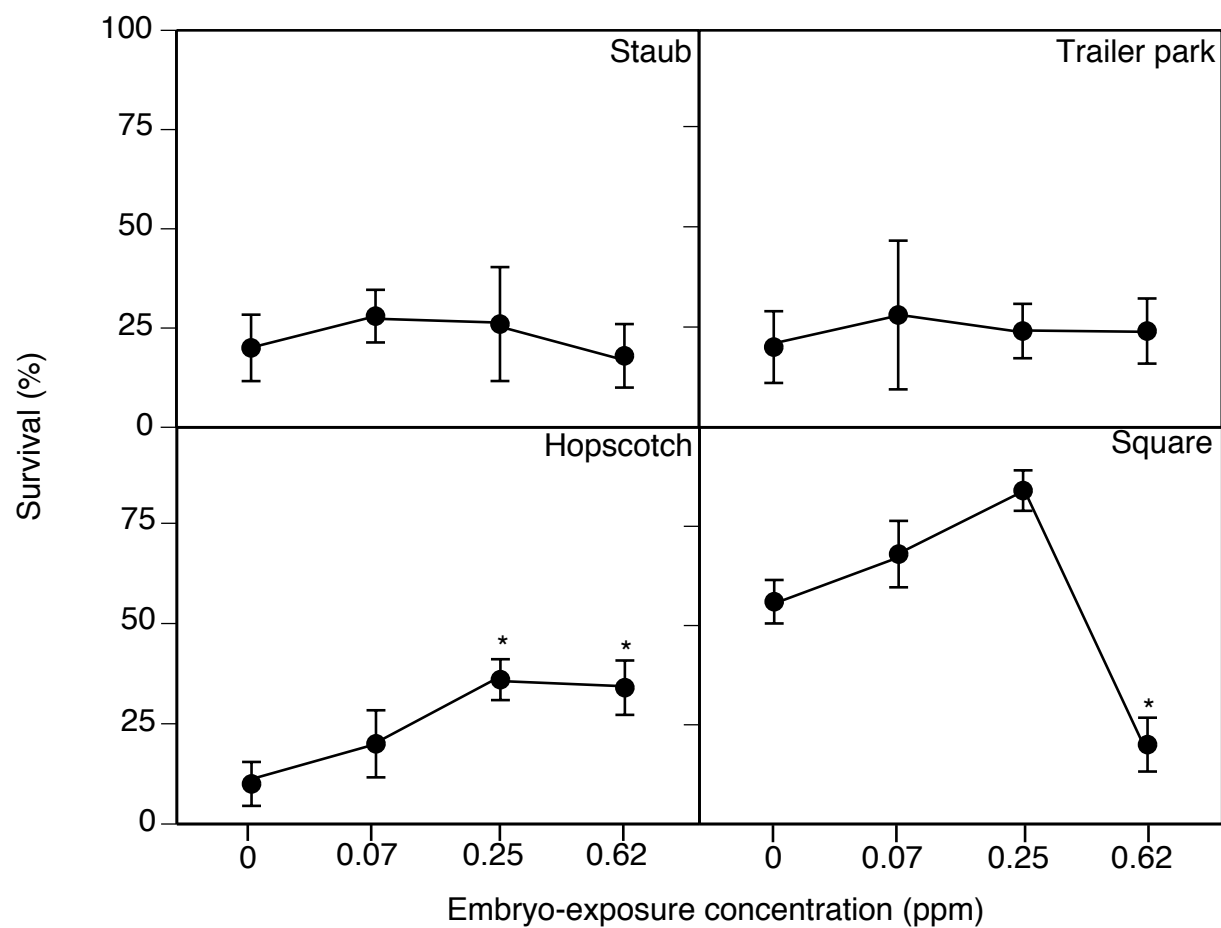 100
Staub
Trailer park
75
50
25
0
Hopscotch
Square
75
50
* * 
25
*
0
0 0.07 0.25 0.62 0 0.07 0.25 0.62
Survival (%)
Embryo-exposure concentration (ppm)